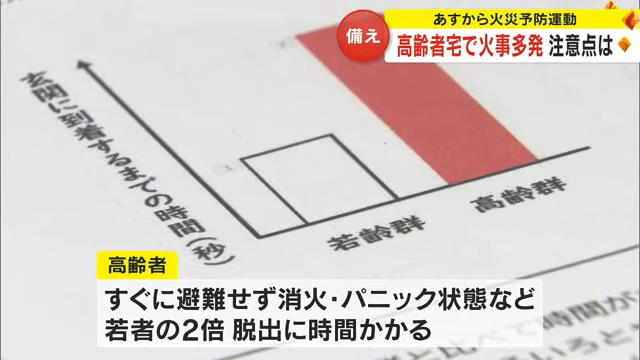 あすから火災予防運動
備え
高齢者宅で火事多発 注意点は
玄関に到着するまでの時間(秒)
若齢群
高齢群
高齢者
すぐに避難せず消火・パニック状態など
若者の2倍 脱出に時間かかる